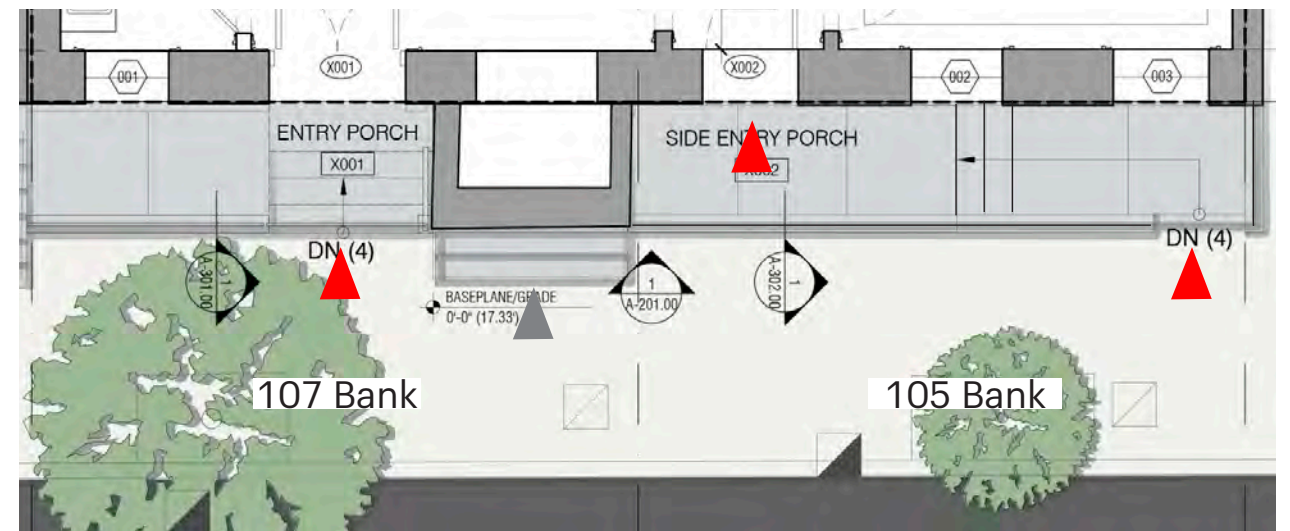 001
X001
X002
002
003
ENTRY PORCH
X001
SIDE ENTRY PORCH
X002
DN (4)
DN (4)
1
A-301.00
BASEPLANE/GRADE
0'-0" (17.33')
1
A-201.00
1
A-302.00
107 Bank
105 Bank